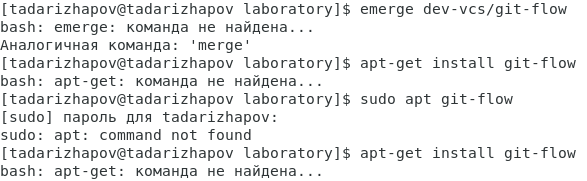 [tadarizhapov@tadarizhapov laboratory]$ emerge dev-vcs/git-flow
bash: emerge: команда не найдена...
Аналогичная команда: 'merge'
[tadarizhapov@tadarizhapov laboratory]$ apt-get install git-flow
bash: apt-get: команда не найдена...
[tadarizhapov@tadarizhapov laboratory]$ sudo apt git-flow
[sudo] пароль для tadarizhapov:
sudo: apt: command not found
[tadarizhapov@tadarizhapov laboratory]$ apt-get install git-flow
bash: apt-get: команда не найдена...